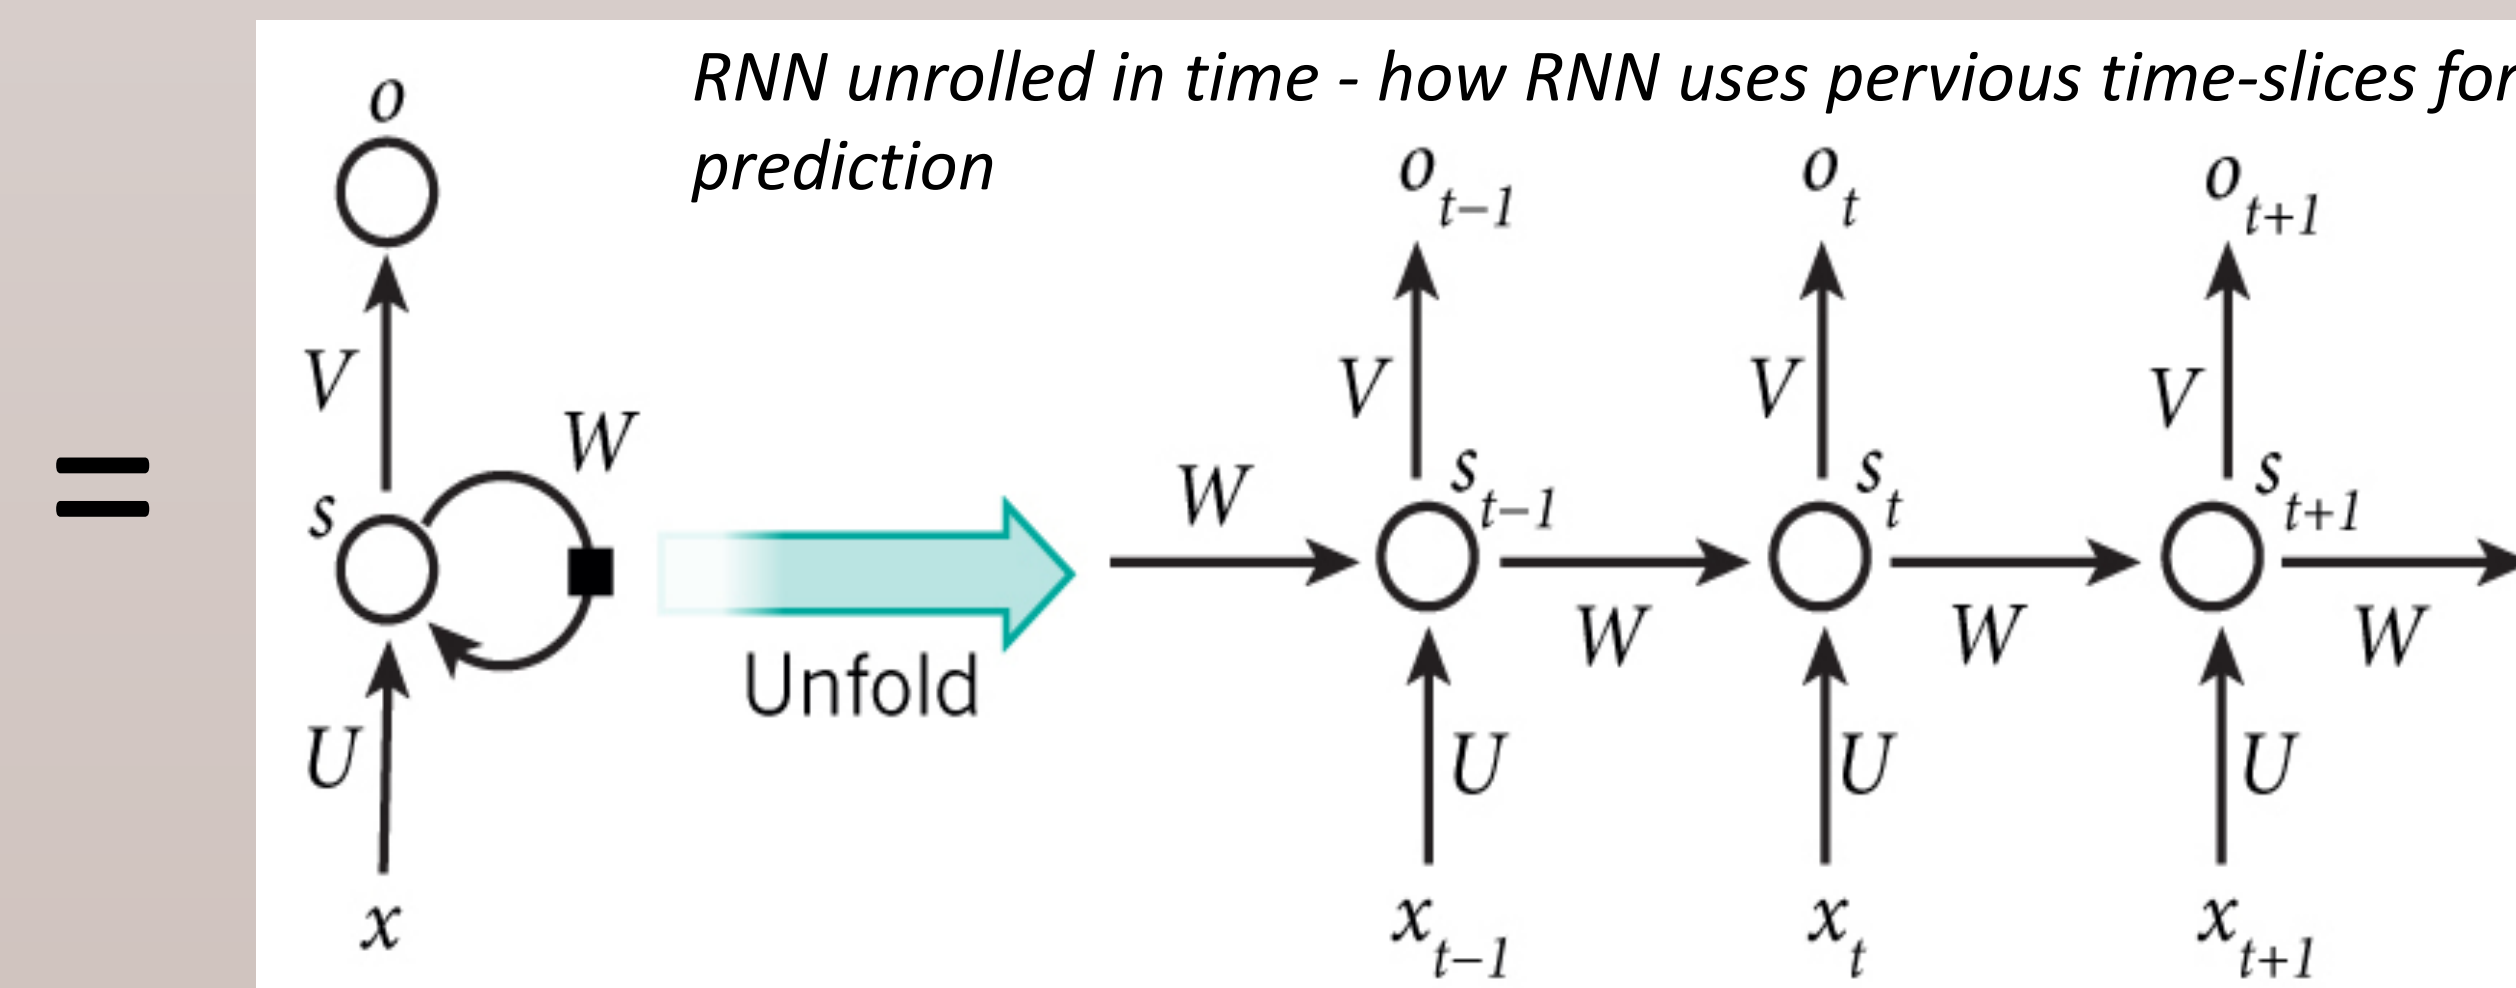 RNN unrolled in time - how RNN uses pervious time-slices for
prediction
=
o
V
W
s
U
x
Unfold
o t−1 o t o t+1
V V V
W s t−1 s t s t+1
W W W
U U U
x t−1 x t x t+1